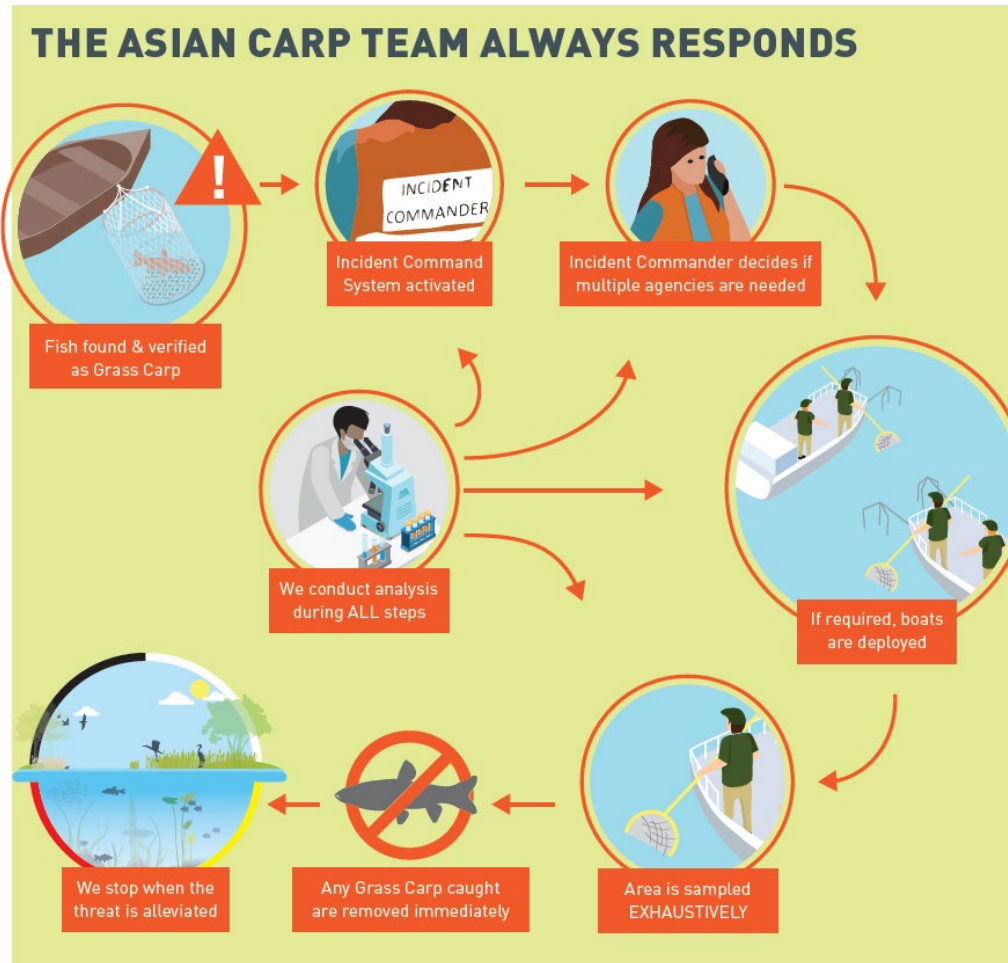 THE ASIAN CARP TEAM ALWAYS RESPONDS
!
Fish found & verified
as Grass Carp
INCIDENT
COMMANDER
Incident Command
System activated
Incident Commander decides if
multiple agencies are needed
We conduct analysis
during ALL steps
If required, boats
are deployed
Area is sampled
EXHAUSTIVELY
Any Grass Carp caught
are removed immediately
We stop when the
threat is alleviated